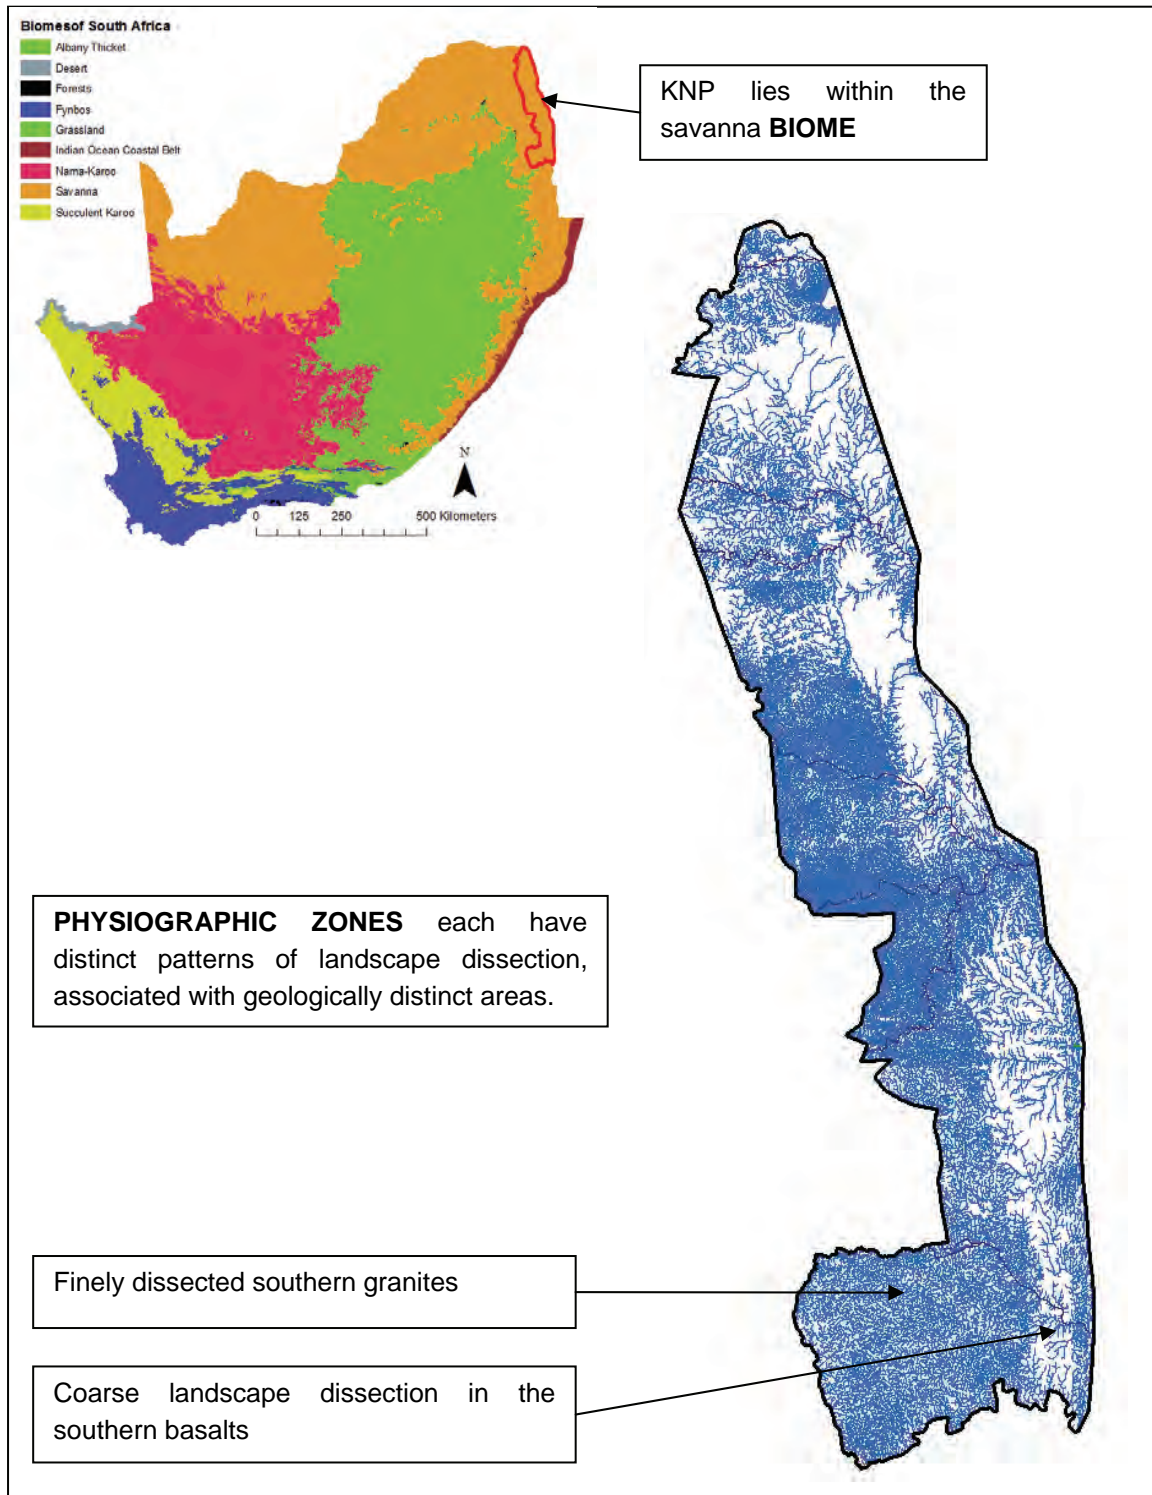 Biomesof South Africa
Albany Thicket
Desert
Forests
Fynbos
Grassland
Indian Ocean Coastal Belt
Nama-Karoo
Savanna
Succulent Karoo
N
0 125 250 500 Kilometers
KNP lies within the
savanna BIOME
PHYSIOGRAPHIC ZONES each have
distinct patterns of landscape dissection,
associated with geologically distinct areas.
Finely dissected southern granites
Coarse landscape dissection in the
southern basalts